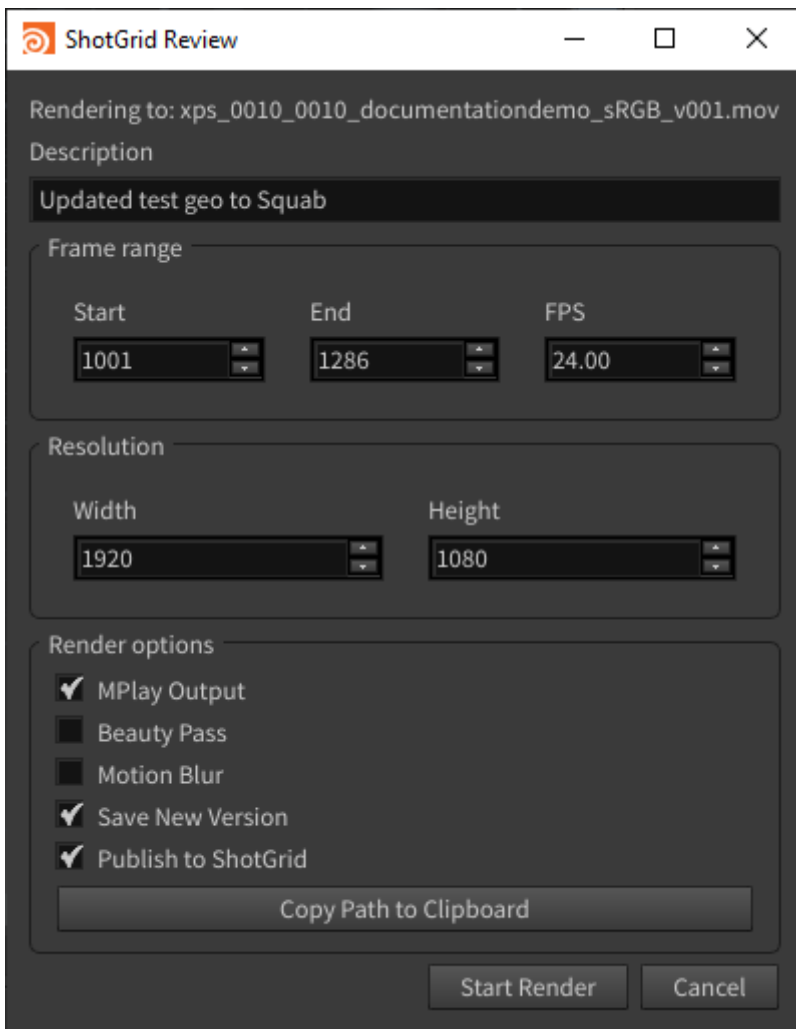 ShotGrid Review
Rendering to: xps_0010_0010_documentationdemo_sRGB_v001.mov
Description
Updated test geo to Squab
Frame range
Start End FPS
1001 1286 24.00
Resolution
Width Height
1920 1080
Render options
MPlay Output
Beauty Pass
Motion Blur
Save New Version
Publish to ShotGrid
Copy Path to Clipboard
Start Render Cancel